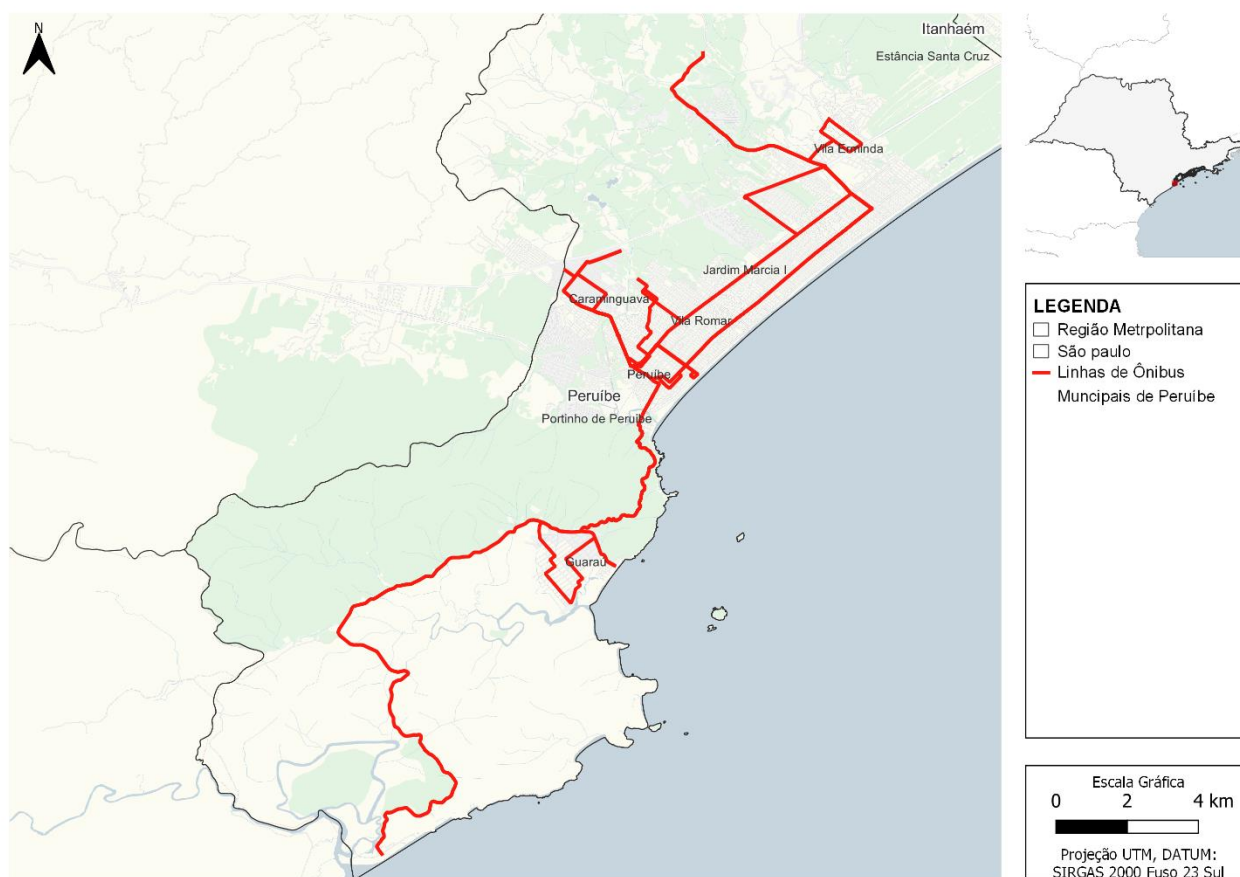 N
Itanhaém
Estância Santa Cruz
Vila Erminda
Jardim Marcia I
Caraminguava
Vila Romar
Peruíbe
Peruíbe
Portinho de Peruíbe
Guaraú
LEGENDA
Região Metrpolitana
São paulo
Linhas de Ônibus
Muncipais de Peruíbe
Escala Gráfica
0 2 4 km
Projeção UTM, DATUM:
SIRGAS 2000 Fuso 23 Sul